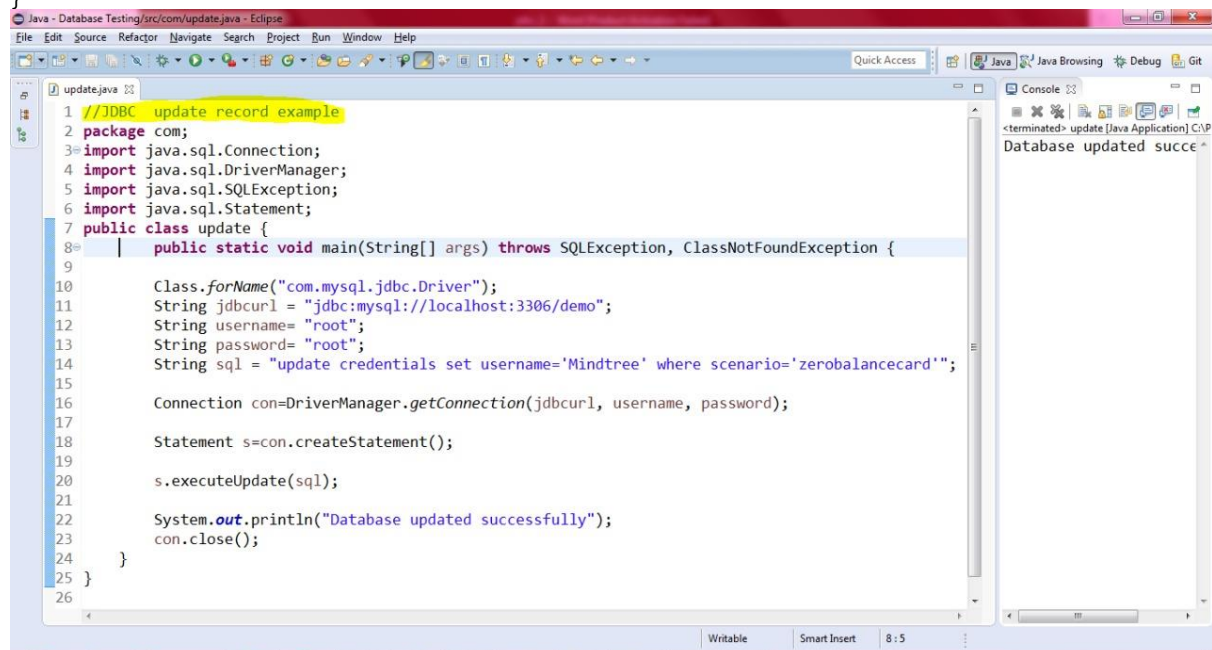 }
Java - Database Testing/src/com/update.java - Eclipse
File Edit Source Refactor Navigate Search Project Run Window Help
Quick Access
Java Java Browsing Debug Git
update.java
1 //JDBC  update record example
2 package com;
3 import java.sql.Connection;
4 import java.sql.DriverManager;
5 import java.sql.SQLException;
6 import java.sql.Statement;
7 public class update {
8 public static void main(String[] args) throws SQLException, ClassNotFoundException {
9
10 Class.forName("com.mysql.jdbc.Driver");
11 String jdbcurl = "jdbc:mysql://localhost:3306/demo";
12 String username= "root";
13 String password= "root";
14 String sql = "update credentials set username='Mindtree' where scenario='zerobalancecard'";
15
16 Connection con=DriverManager.getConnection(jdbcurl, username, password);
17
18 Statement s=con.createStatement();
19
20 s.executeUpdate(sql);
21
22 System.out.println("Database updated successfully");
23 con.close();
24 }
25 }
26
Console
<terminated> update [Java Application] C:\P
Database updated succe
Writable Smart Insert 8 : 5